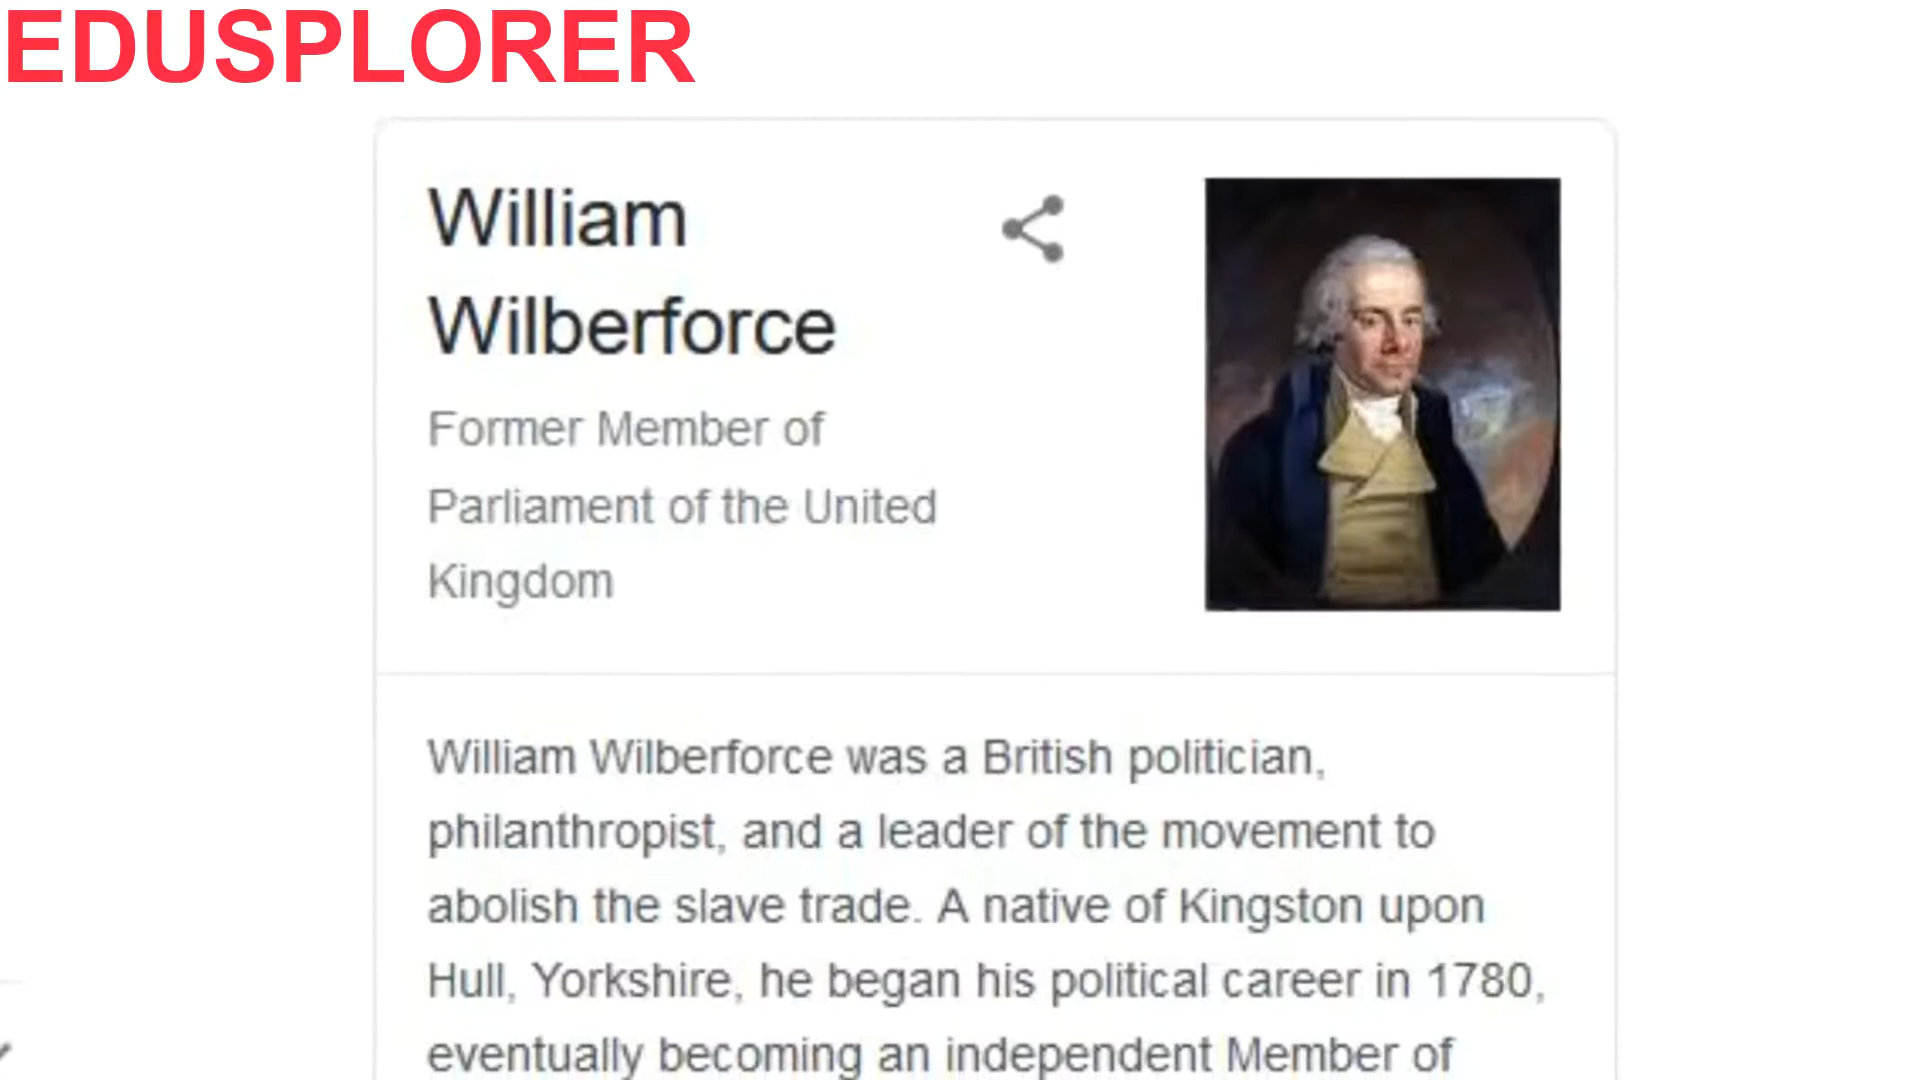 EDUSPLORER
William
Wilberforce
Former Member of
Parliament of the United
Kingdom
William Wilberforce was a British politician,
philanthropist, and a leader of the movement to
abolish the slave trade. A native of Kingston upon
Hull, Yorkshire, he began his political career in 1780,
eventually becoming an independent Member of